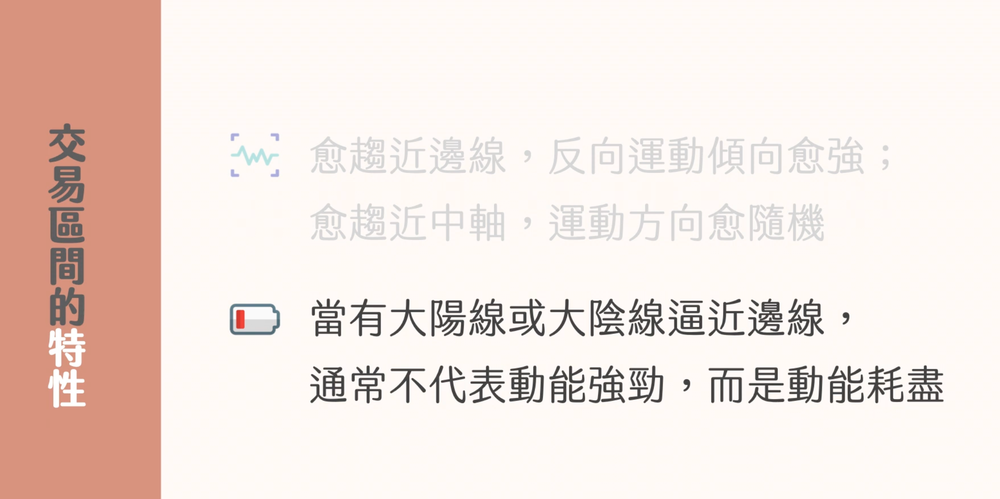 交易區間的特性
愈趨近邊線，反向運動傾向愈強；
愈趨近中軸，運動方向愈隨機
當有大陽線或大陰線逼近邊線，
通常不代表動能強勁，而是動能耗盡